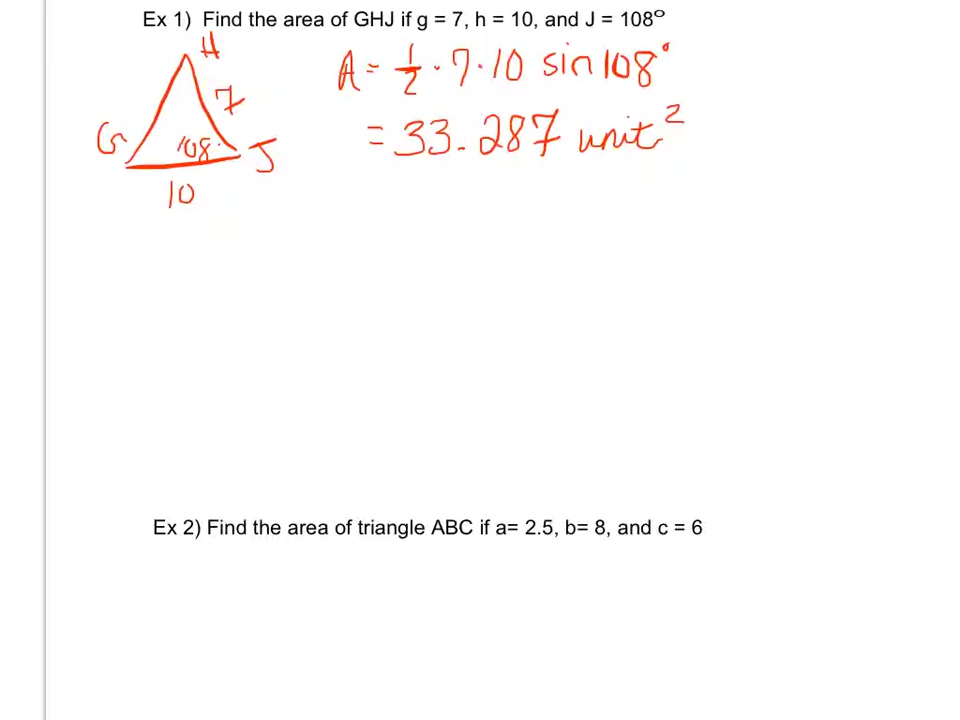 Ex 1) Find the area of GHJ if g = 7, h = 10, and J = 108°
H
A = 1/2 · 7 · 10 sin 108°
7
= 33.287 unit²
G
108°
J
10
Ex 2) Find the area of triangle ABC if a= 2.5, b= 8, and c = 6